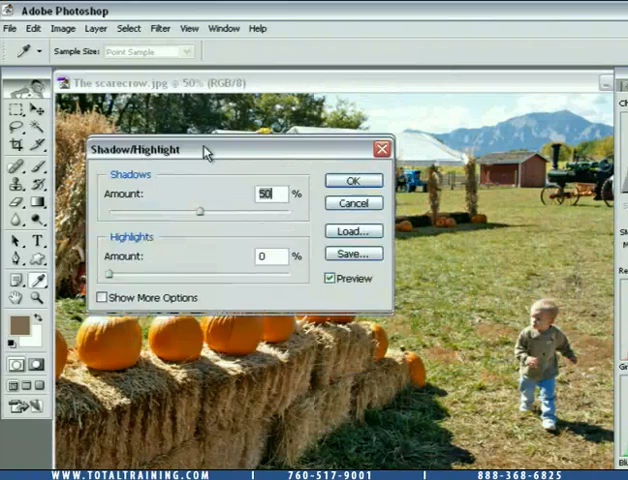 Adobe Photoshop
File Edit Image Layer Select Filter View Window Help
Sample Size: Point Sample
The scarecrow.jpg @ 50% (RGB/8)
Shadow/Highlight
Shadows
Amount: 50 %
OK
Cancel
Highlights
Load...
Amount: 0 %
Save...
Preview
Show More Options
WWW.TOTALTRAINING.COM | 760-517-9001 | 888-368-6825